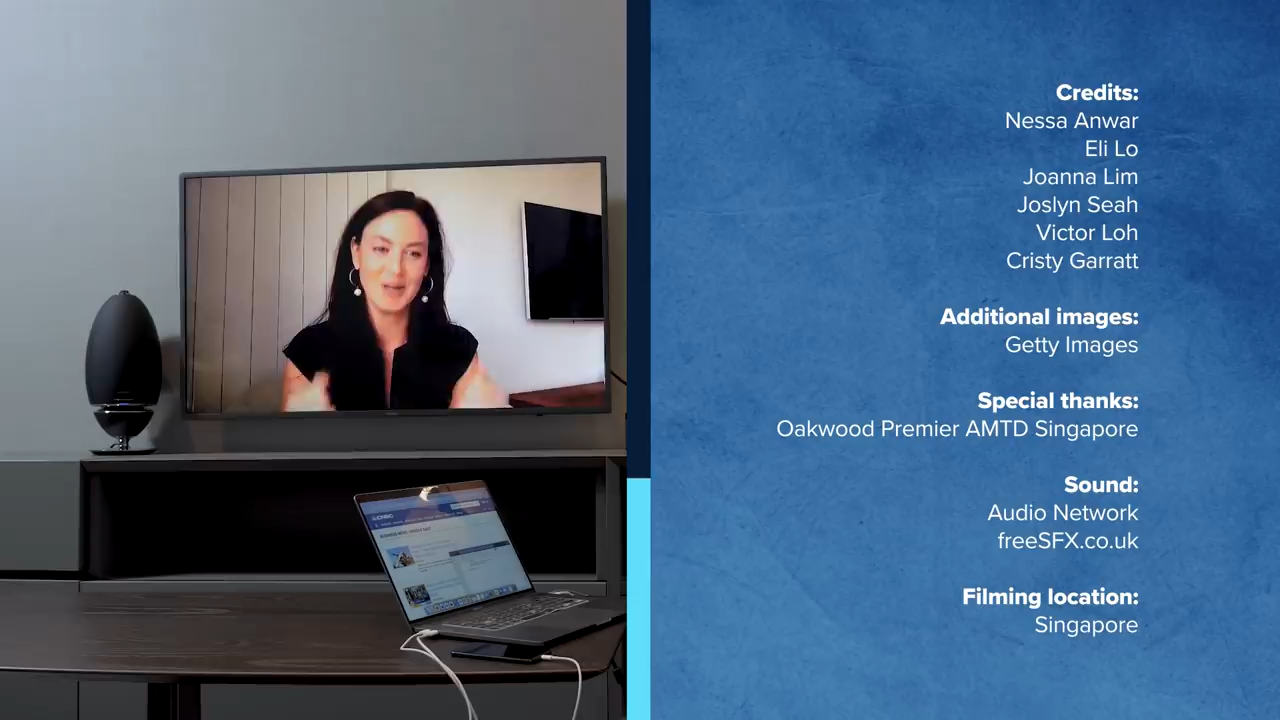 Credits:
Nessa Anwar
Eli Lo
Joanna Lim
Joslyn Seah
Victor Loh
Cristy Garratt
Additional images:
Getty Images
Special thanks:
Oakwood Premier AMTD Singapore
Sound:
Audio Network
freeSFX.co.uk
Filming location:
Singapore
CNBC